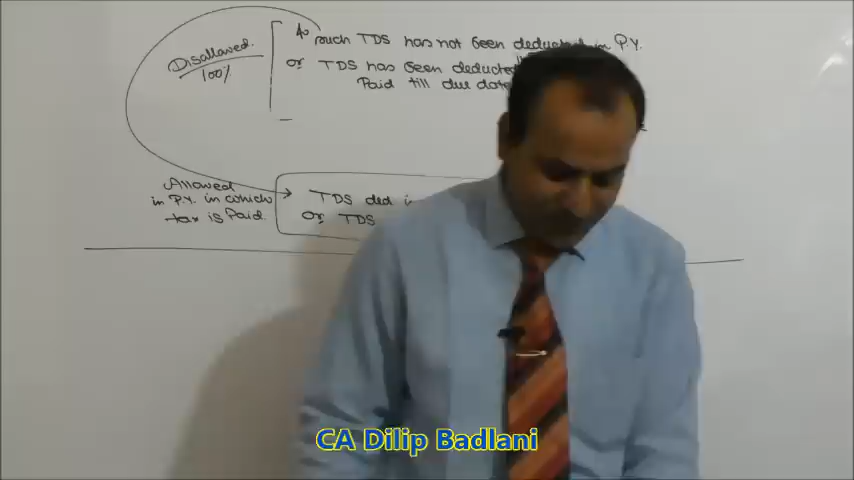 such TDS has not been deducted in P.Y.
Disallowed.
100%
or TDS has been deducted
Paid till due date
Allowed
in P.Y. in which
tax is Paid.
TDS ded
or TDS
CA Dilip Badlani